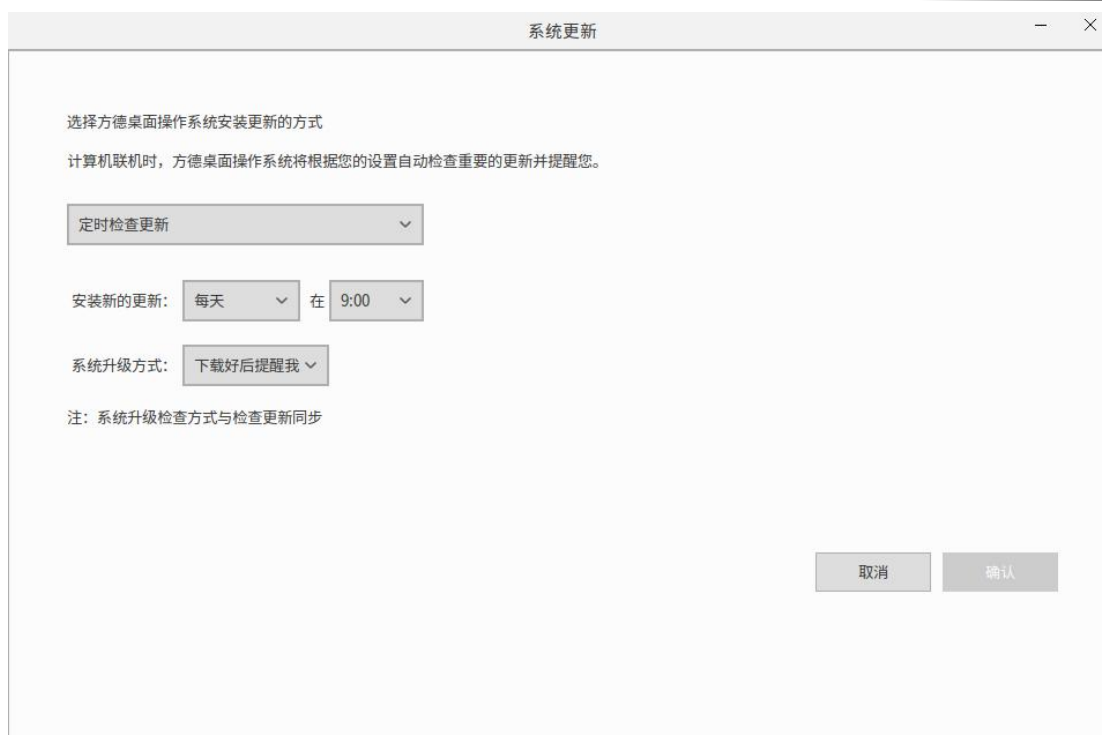 系统更新
选择方德桌面操作系统安装更新的方式
计算机联机时，方德桌面操作系统将根据您的设置自动检查重要的更新并提醒您。
定时检查更新
安装新的更新： 每天 在 9:00
系统升级方式： 下载好后提醒我
注：系统升级检查方式与检查更新同步
取消 确认